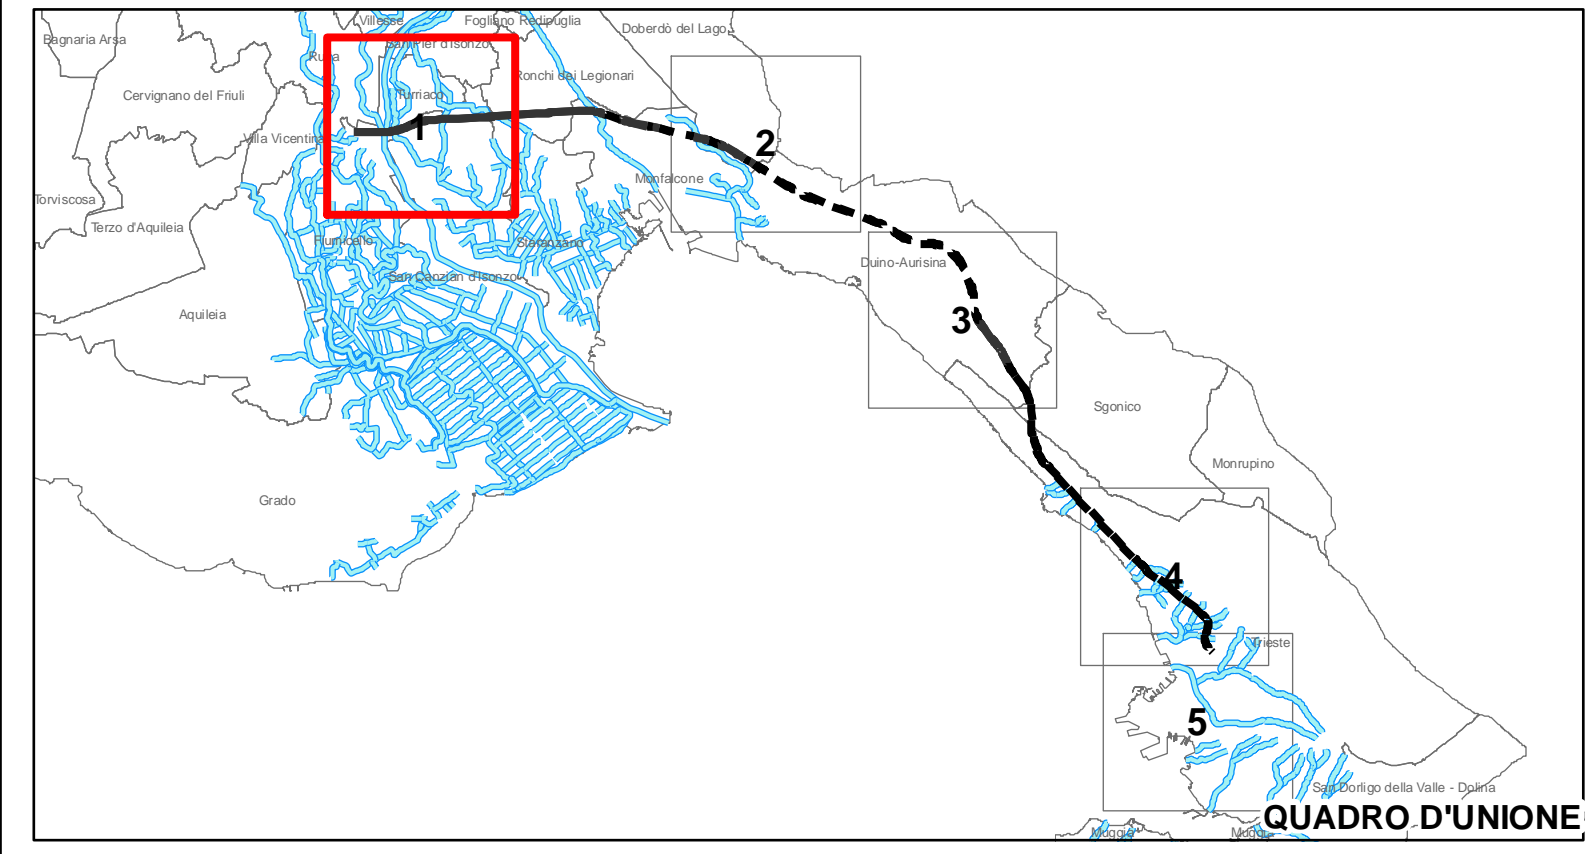 Villesse
Fogliano Redipuglia
Doberdò del Lago
Bagnaria Arsa
San Pier d'Isonzo
Ruda
Ronchi dei Legionari
Cervignano del Friuli
Turriaco
1
Villa Vicentina
2
Monfalcone
Torviscosa
Terzo d'Aquileia
Fiumicello
Staranzano
Duino-Aurisina
San Canzian d'Isonzo
Aquileia
3
Sgonico
Monrupino
Grado
4
Trieste
5
San Dorligo della Valle - Dolina
QUADRO D'UNIONE
Muggia
Muggia